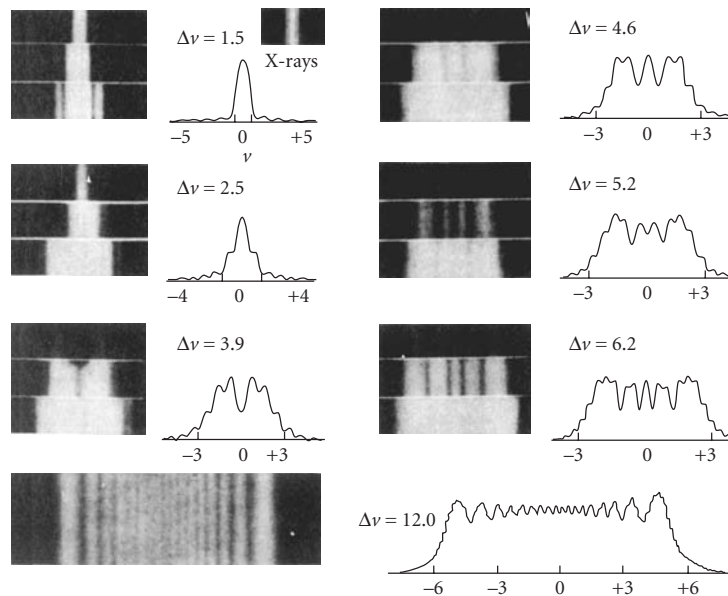 Δν = 1.5
X-rays
−5 0 +5
ν
Δν = 4.6
−3 0 +3
Δν = 2.5
−4 0 +4
Δν = 5.2
−3 0 +3
Δν = 3.9
−3 0 +3
Δν = 6.2
−3 0 +3
Δν = 12.0
−6 −3 0 +3 +6